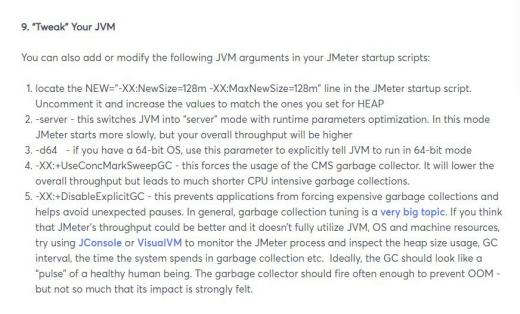 9. "Tweak" Your JVM
You can also add or modify the following JVM arguments in your JMeter startup scripts:
1. locate the NEW="-XX:NewSize=128m -XX:MaxNewSize=128m" line in the JMeter startup script.
Uncomment it and increase the values to match the ones you set for HEAP
2. -server - this switches JVM into "server" mode with runtime parameters optimization. In this mode
JMeter starts more slowly, but your overall throughput will be higher
3. -d64 - if you have a 64-bit OS, use this parameter to explicitly tell JVM to run in 64-bit mode
4. -XX:+UseConcMarkSweepGC - this forces the usage of the CMS garbage collector. It will lower the
overall throughput but leads to much shorter CPU intensive garbage collections.
5. -XX:+DisableExplicitGC - this prevents applications from forcing expensive garbage collections and
helps avoid unexpected pauses. In general, garbage collection tuning is a very big topic. If you think
that JMeter's throughput could be better and it doesn't fully utilize JVM, OS and machine resources,
try using JConsole or VisualVM to monitor the JMeter process and inspect the heap size usage, GC
interval, the time the system spends in garbage collection etc. Ideally, the GC should look like a
"pulse" of a healthy human being. The garbage collector should fire often enough to prevent OOM -
but not so much that its impact is strongly felt.